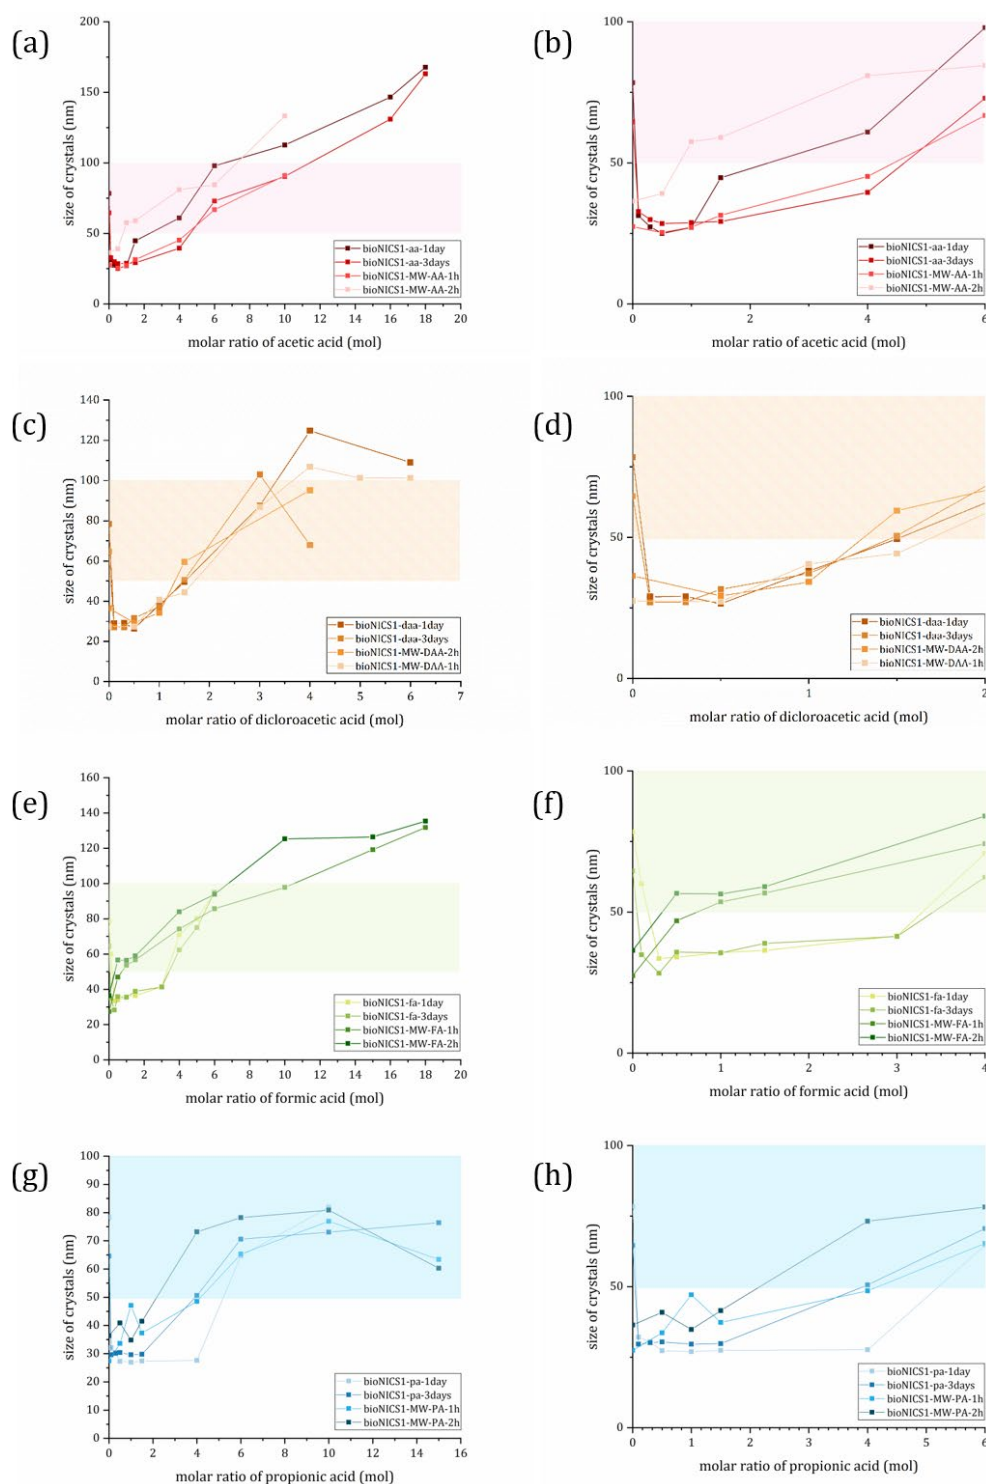 (a)
size of crystals (nm)
200
150
100
50
0
0 2 4 6 8 10 12 14 16 18 20
molar ratio of acetic acid (mol)
bioNICS1-aa-1day
bioNICS1-aa-3days
bioNICS1-MW-AA-1h
bioNICS1-MW-AA-2h
(b)
size of crystals (nm)
100
50
0
0 2 4 6
molar ratio of acetic acid (mol)
bioNICS1-aa-1day
bioNICS1-aa-3days
bioNICS1-MW-AA-1h
bioNICS1-MW-AA-2h
(c)
size of crystals (nm)
140
120
100
80
60
40
20
0
0 1 2 3 4 5 6 7
molar ratio of dicloroacetic acid (mol)
bioNICS1-daa-1day
bioNICS1-daa-3days
bioNICS1-MW-DAA-2h
bioNICS1-MW-DAA-1h
(d)
size of crystals (nm)
100
50
0
0 1 2
molar ratio of dicloroacetic acid (mol)
bioNICS1-daa-1day
bioNICS1-daa-3days
bioNICS1-MW-DAA-2h
bioNICS1-MW-DAA-1h
(e)
size of crystals (nm)
160
140
120
100
80
60
40
20
0
0 2 4 6 8 10 12 14 16 18 20
molar ratio of formic acid (mol)
bioNICS1-fa-1day
bioNICS1-fa-3days
bioNICS1-MW-FA-1h
bioNICS1-MW-FA-2h
(f)
size of crystals (nm)
100
50
0
0 1 2 3 4
molar ratio of formic acid (mol)
bioNICS1-fa-1day
bioNICS1-fa-3days
bioNICS1-MW-FA-1h
bioNICS1-MW-FA-2h
(g)
size of crystals (nm)
100
90
80
70
60
50
40
30
20
10
0
0 2 4 6 8 10 12 14 16
molar ratio of propionic acid (mol)
bioNICS1-pa-1day
bioNICS1-pa-3days
bioNICS1-MW-PA-1h
bioNICS1-MW-PA-2h
(h)
size of crystals (nm)
100
50
0
0 2 4 6
molar ratio of propionic acid (mol)
bioNICS1-pa-1day
bioNICS1-pa-3days
bioNICS1-MW-PA-1h
bioNICS1-MW-PA-2h